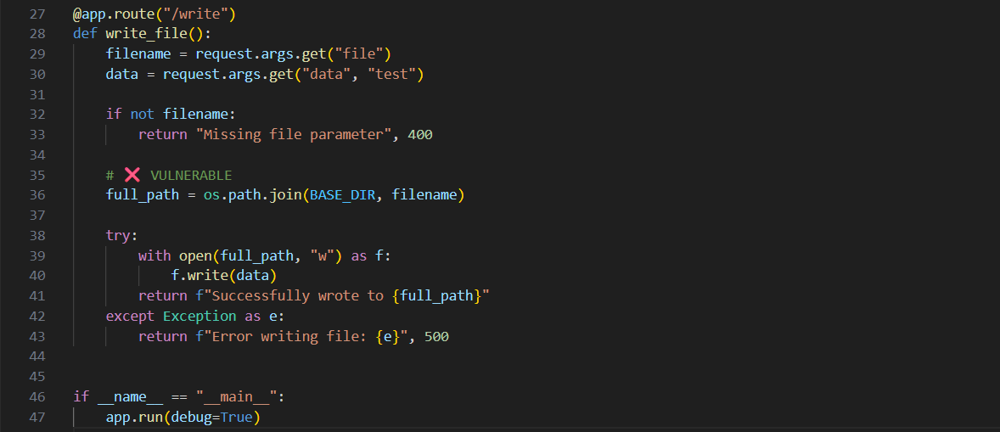 27 @app.route("/write")
28 def write_file():
29     filename = request.args.get("file")
30     data = request.args.get("data", "test")
31
32     if not filename:
33         return "Missing file parameter", 400
34
35     # ❌ VULNERABLE
36     full_path = os.path.join(BASE_DIR, filename)
37
38     try:
39         with open(full_path, "w") as f:
40             f.write(data)
41         return f"Successfully wrote to {full_path}"
42     except Exception as e:
43         return f"Error writing file: {e}", 500
44
45
46 if __name__ == "__main__":
47     app.run(debug=True)